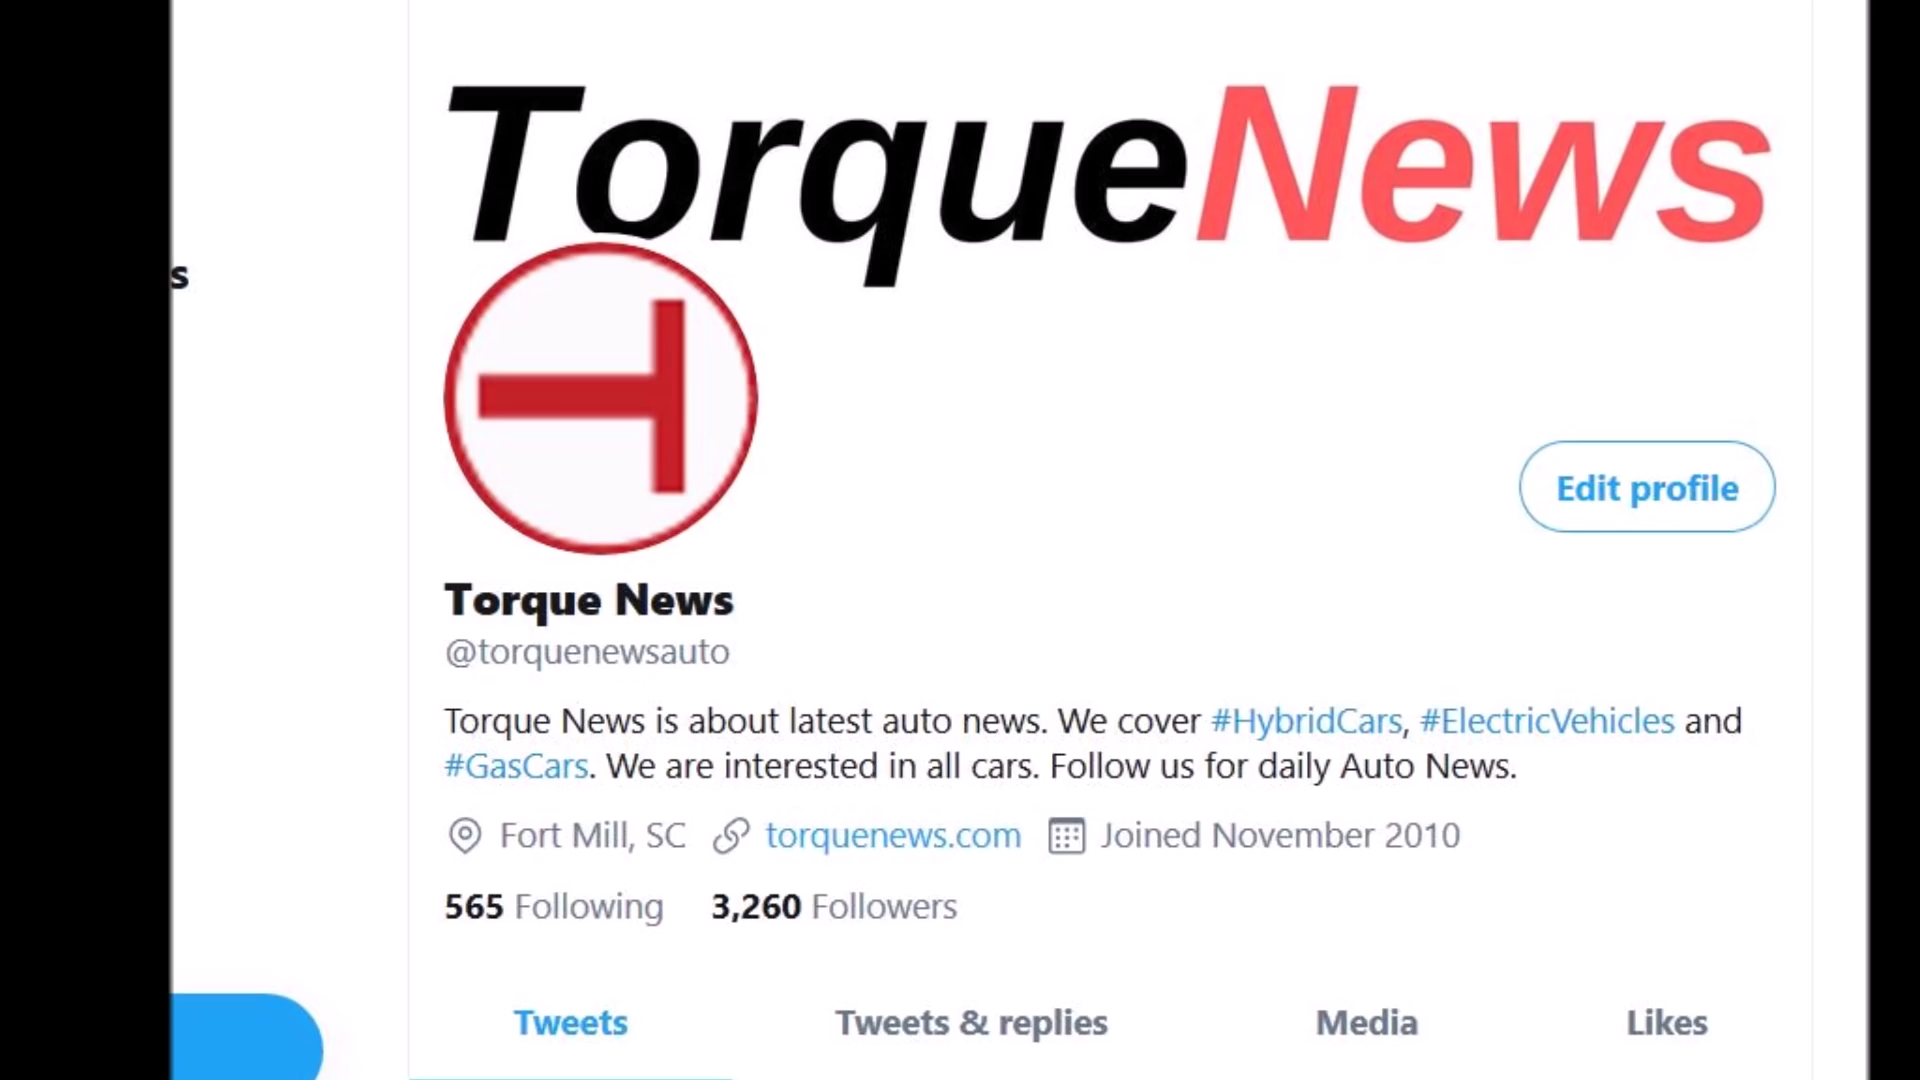 TorqueNews
s
T
Edit profile
Torque News
@torquenewsauto
Torque News is about latest auto news. We cover #HybridCars, #ElectricVehicles and
#GasCars. We are interested in all cars. Follow us for daily Auto News.
Fort Mill, SC torquenews.com Joined November 2010
565 Following 3,260 Followers
Tweets Tweets & replies Media Likes